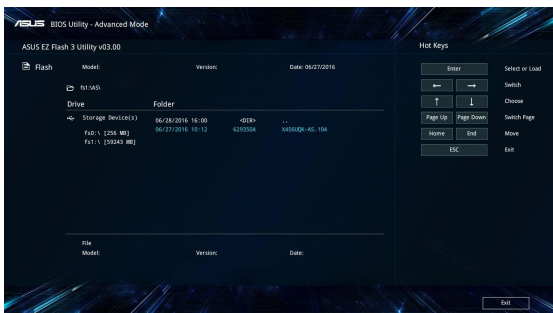 ASUS BIOS Utility - Advanced Mode
ASUS EZ Flash 3 Utility v03.00
Hot Keys
Flash
Model: Version: Date: 06/27/2016
fs1:\AS\
Drive Folder
Storage Device(s)
fs0:\ [256 MB]
fs1:\ [59243 MB]
06/28/2016 16:00 <DIR> ..
06/27/2016 10:12 6293504 X456UQK-AS.104
Enter Select or Load
← → Switch
↑ ↓ Choose
Page Up Page Down Switch Page
Home End Move
ESC Exit
File
Model: Version: Date:
Exit